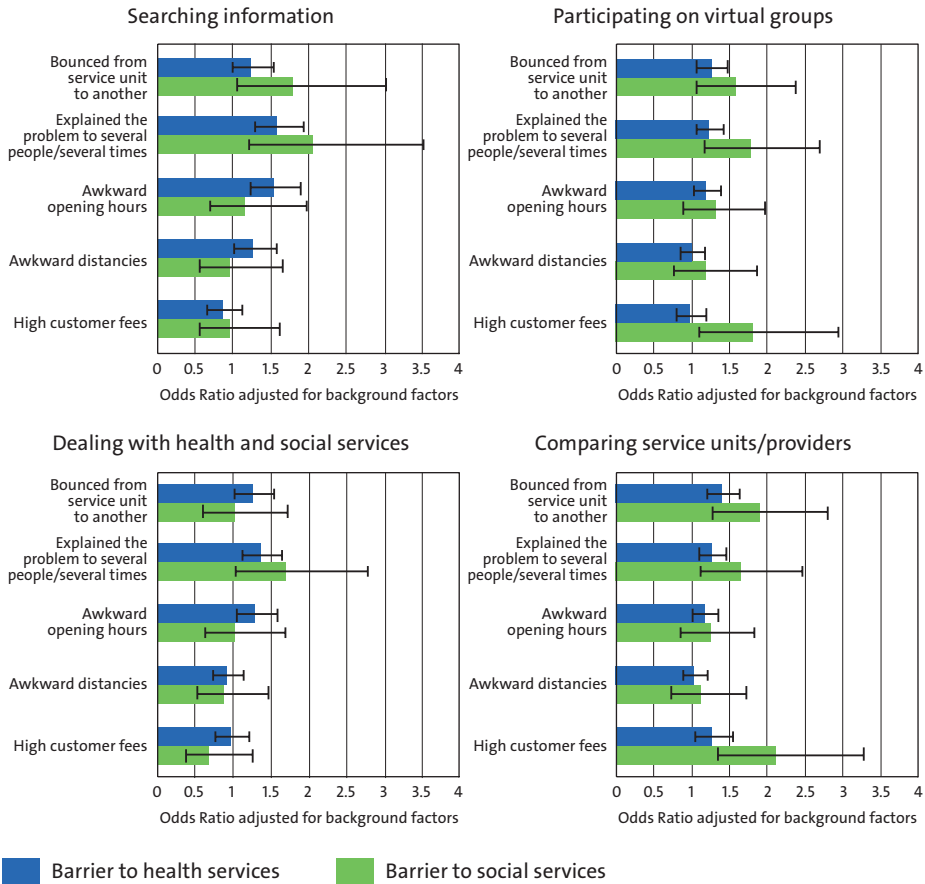 Searching information
Bounced from
service unit
to another
Explained the
problem to several
people/several times
Awkward
opening hours
Awkward distancies
High customer fees
0 0.5 1 1.5 2 2.5 3 3.5 4
Odds Ratio adjusted for background factors
Participating on virtual groups
Bounced from
service unit
to another
Explained the
problem to several
people/several times
Awkward
opening hours
Awkward distancies
High customer fees
0 0.5 1 1.5 2 2.5 3 3.5 4
Odds Ratio adjusted for background factors
Dealing with health and social services
Bounced from
service unit
to another
Explained the
problem to several
people/several times
Awkward
opening hours
Awkward distancies
High customer fees
0 0.5 1 1.5 2 2.5 3 3.5 4
Odds Ratio adjusted for background factors
Comparing service units/providers
Bounced from
service unit
to another
Explained the
problem to several
people/several times
Awkward
opening hours
Awkward distancies
High customer fees
0 0.5 1 1.5 2 2.5 3 3.5 4
Odds Ratio adjusted for background factors
Barrier to health services
Barrier to social services